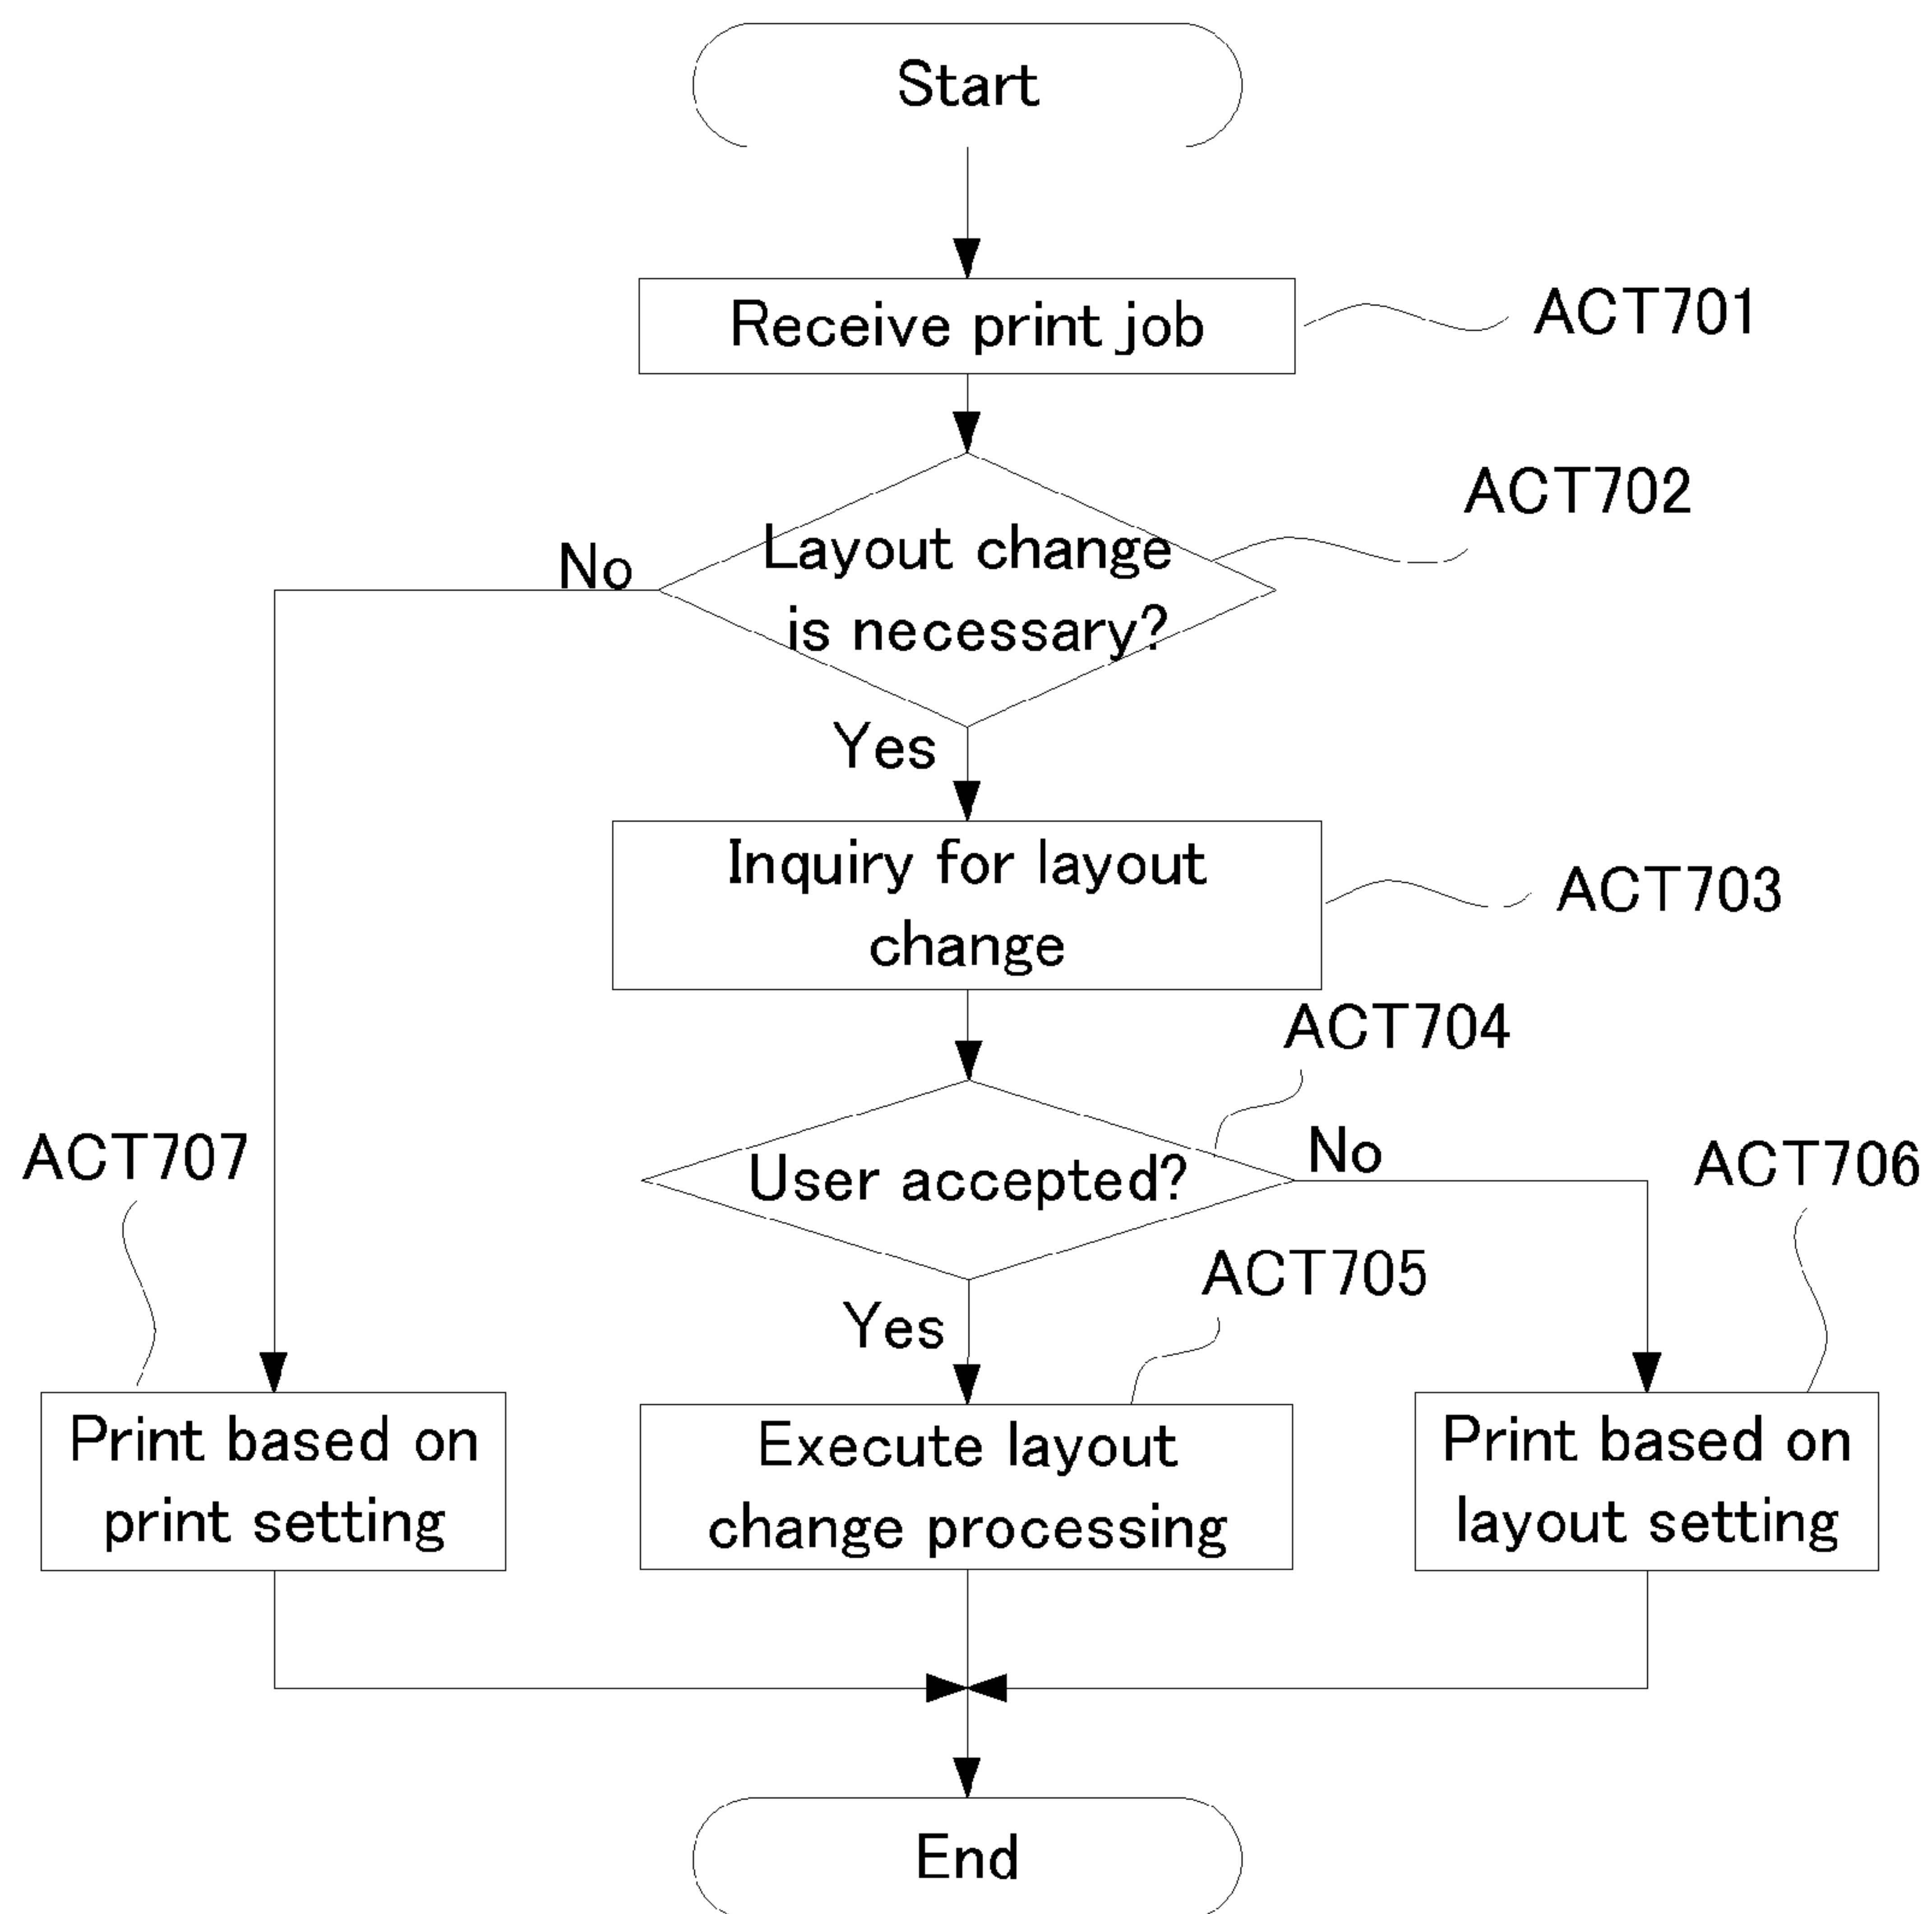 Start
Receive print job
ACT701
ACT702
Layout change
is necessary?
No
Yes
Inquiry for layout
change
ACT703
ACT704
User accepted?
No
ACT706
ACT707
Yes
ACT705
Print based on
print setting
Execute layout
change processing
Print based on
layout setting
End